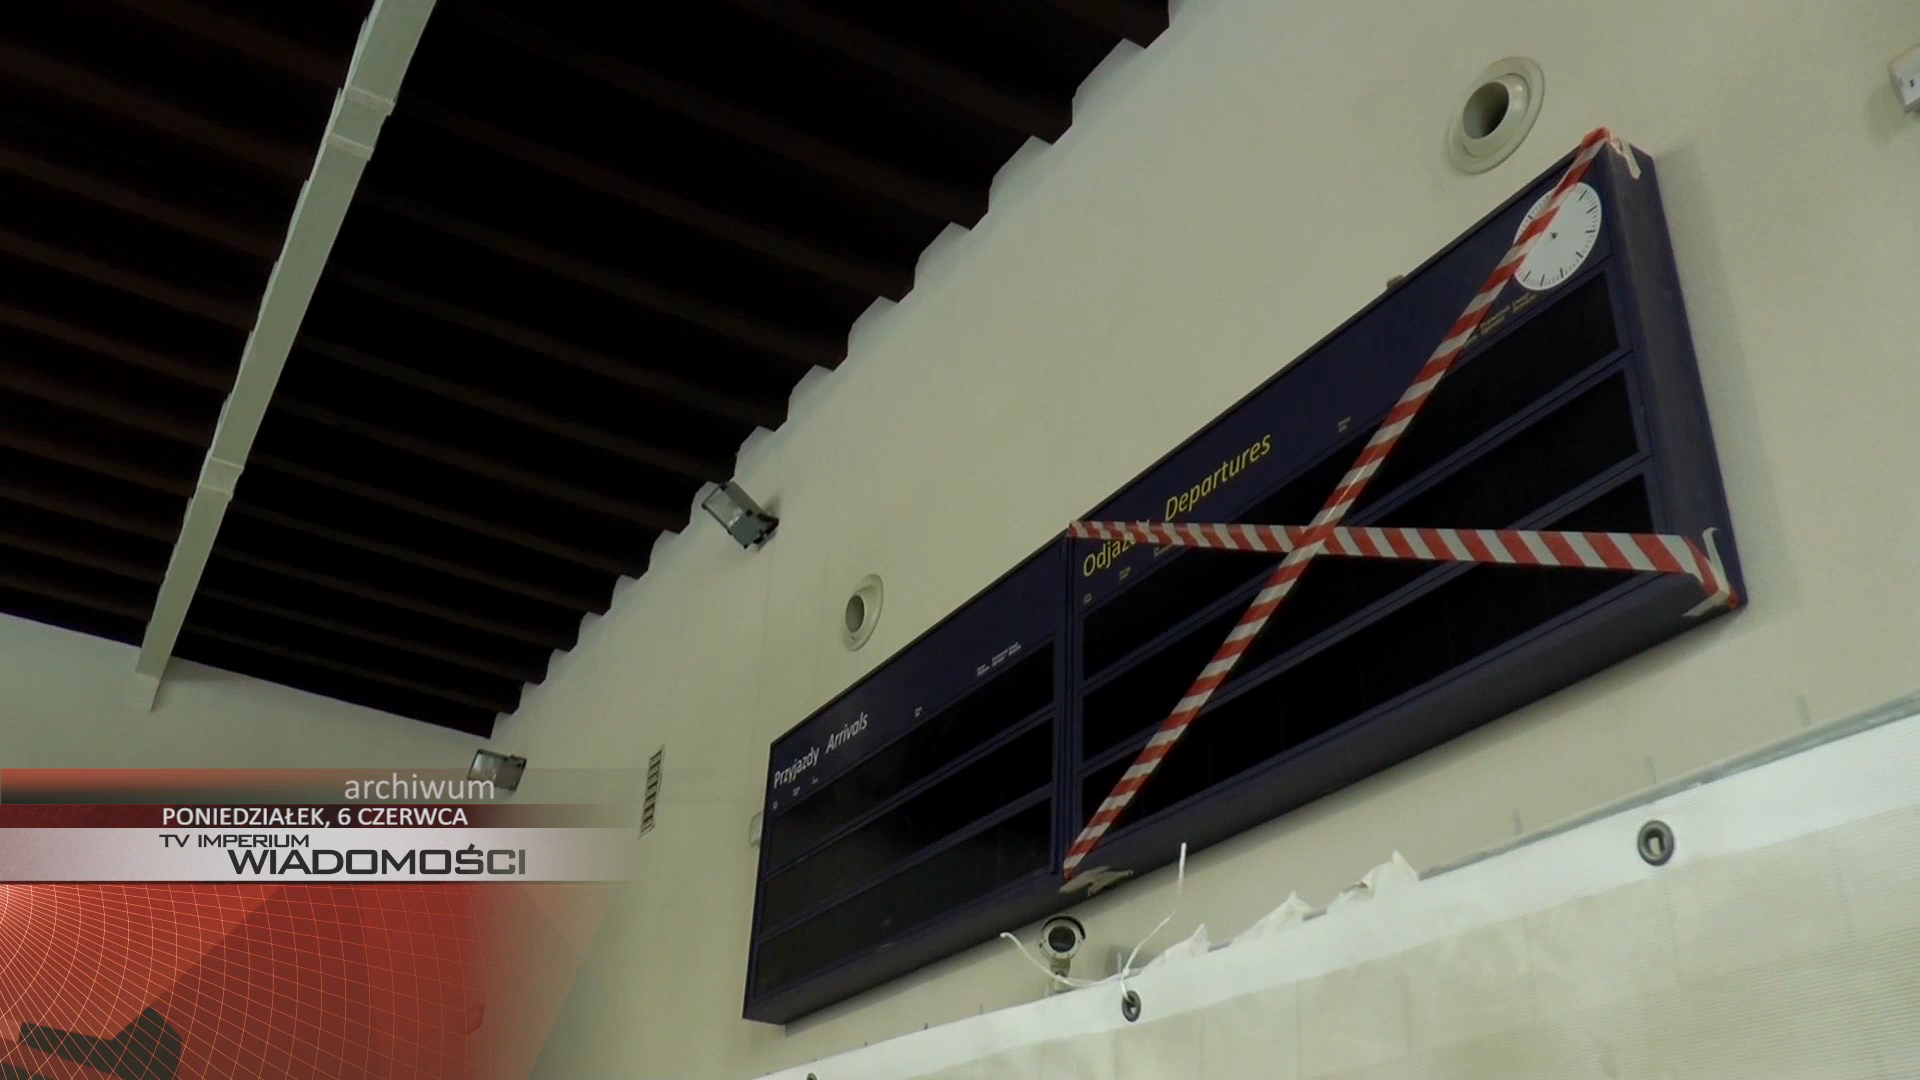 Odjazdy Departures
Przyjazdy Arrivals
archiwum
PONIEDZIAŁEK, 6 CZERWCA
TV IMPERIUM
WIADOMOŚCI